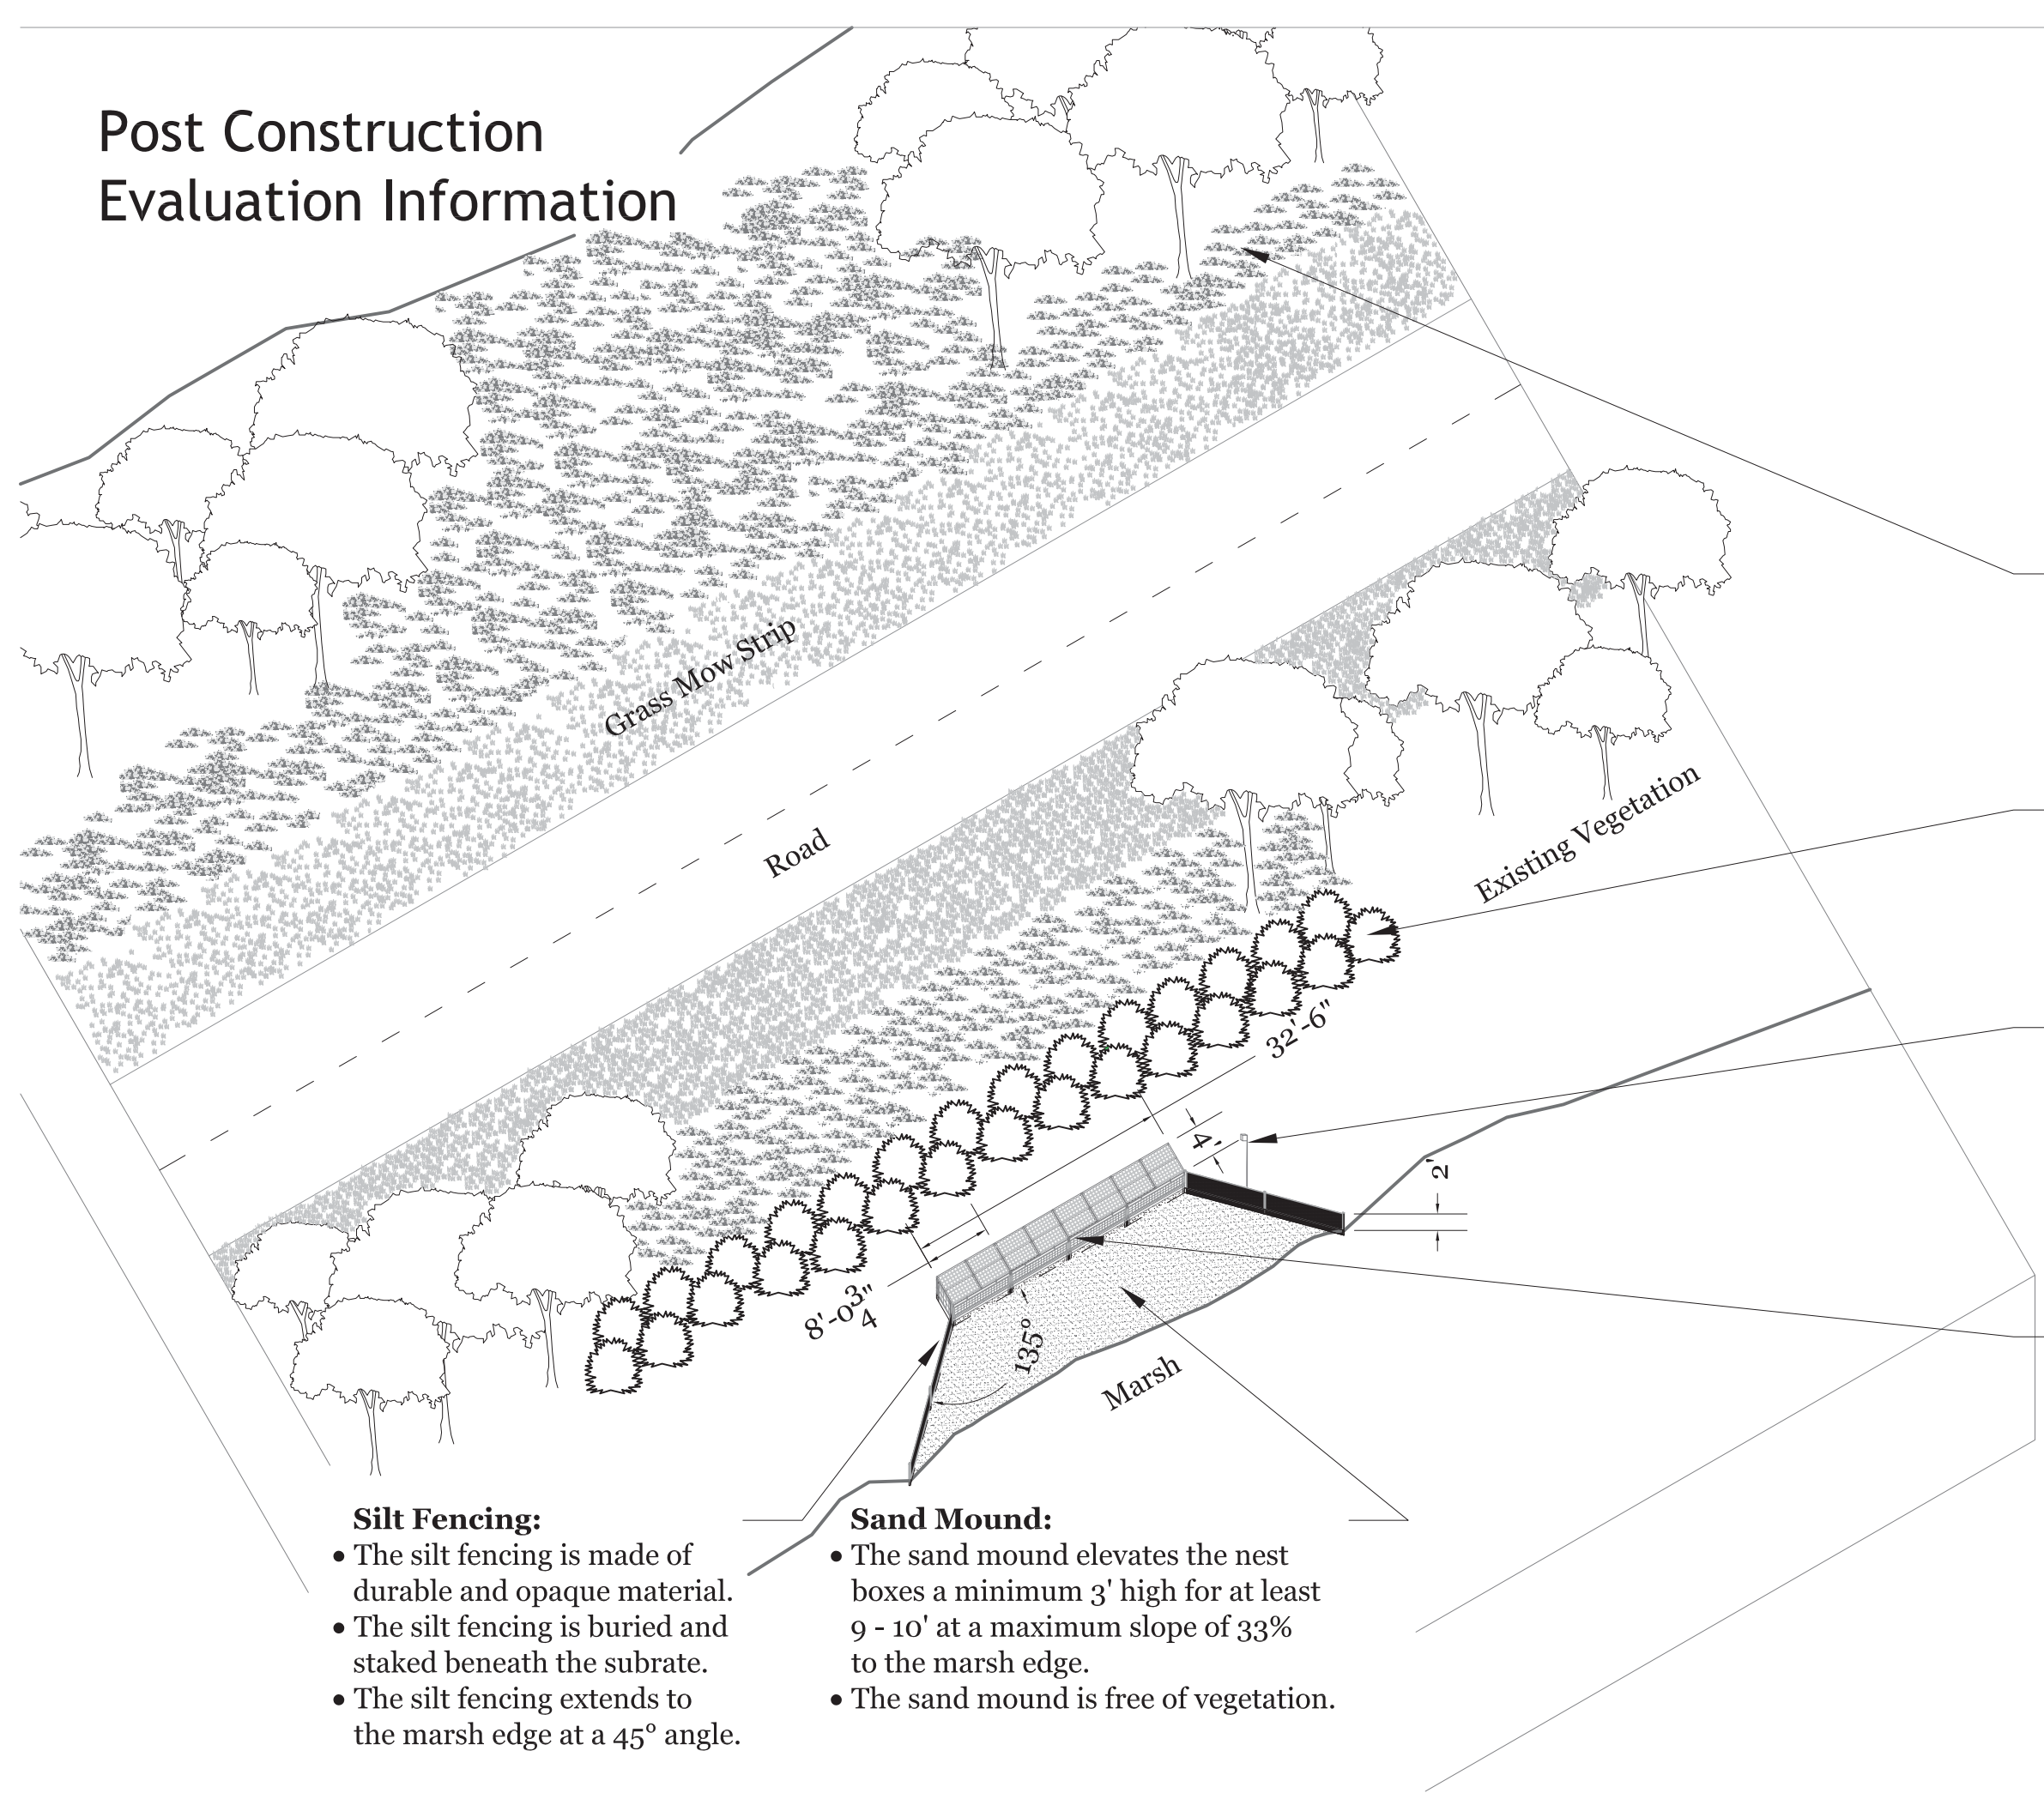 Post Construction
Evaluation Information
Grass Mow Strip
Road
Existing Vegetation
32'-6"
4'
2'
8'-0 3/4"
135°
Marsh
Silt Fencing:
• The silt fencing is made of
durable and opaque material.
• The silt fencing is buried and
staked beneath the subrate.
• The silt fencing extends to
the marsh edge at a 45° angle.
Sand Mound:
• The sand mound elevates the nest
boxes a minimum 3' high for at least
9 - 10' at a maximum slope of 33%
to the marsh edge.
• The sand mound is free of vegetation.